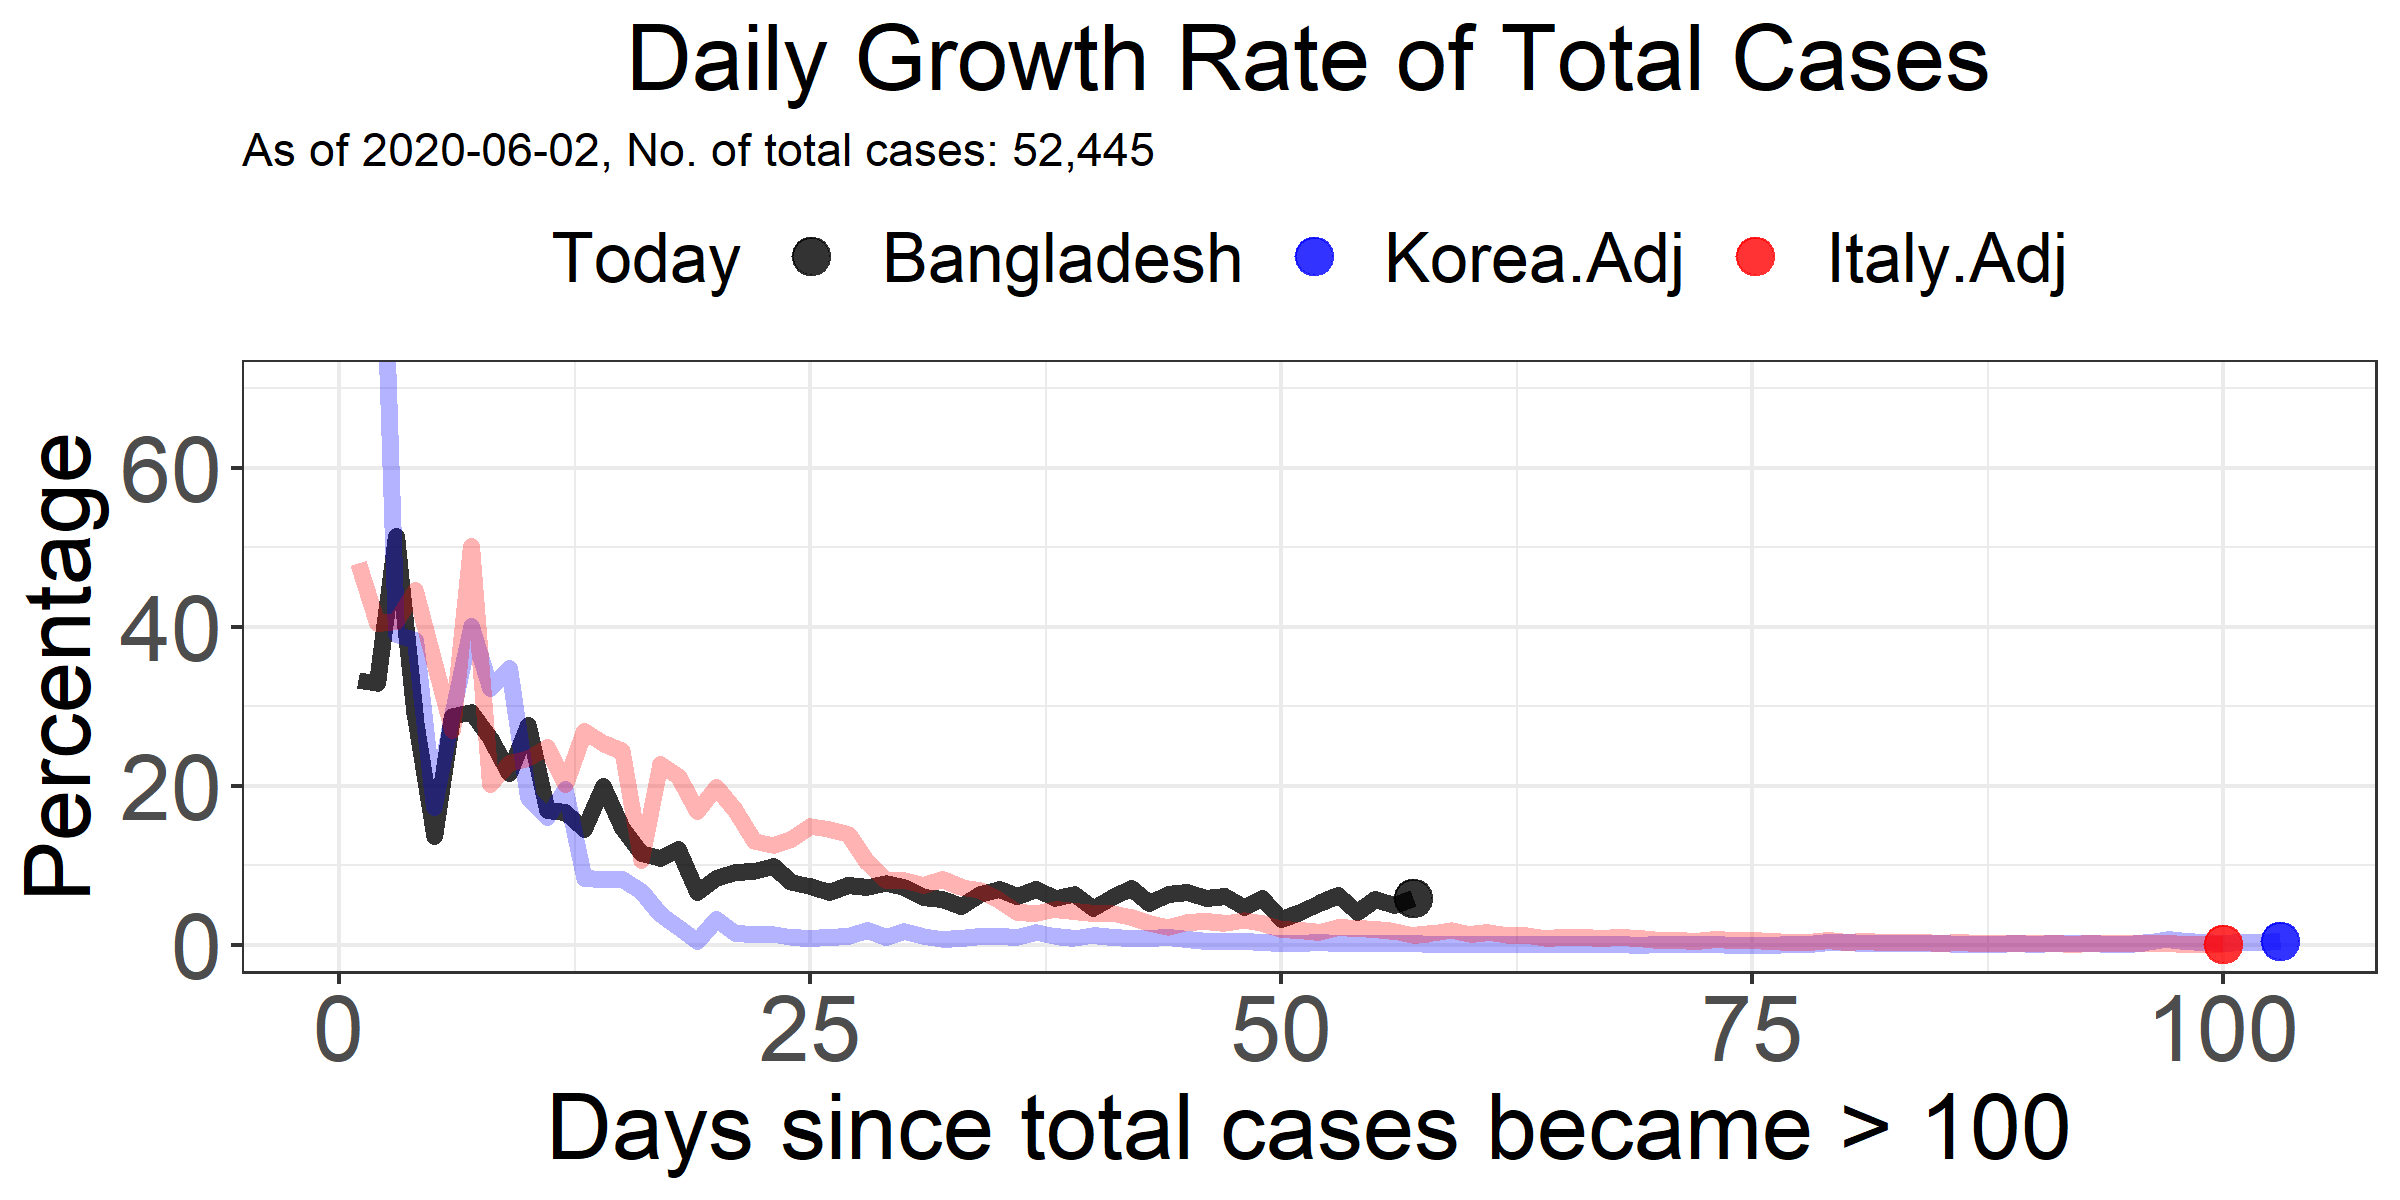 Daily Growth Rate of Total Cases
As of 2020-06-02, No. of total cases: 52,445
Today Bangladesh Korea.Adj Italy.Adj
Percentage
60
40
20
0
0 25 50 75 100
Days since total cases became > 100